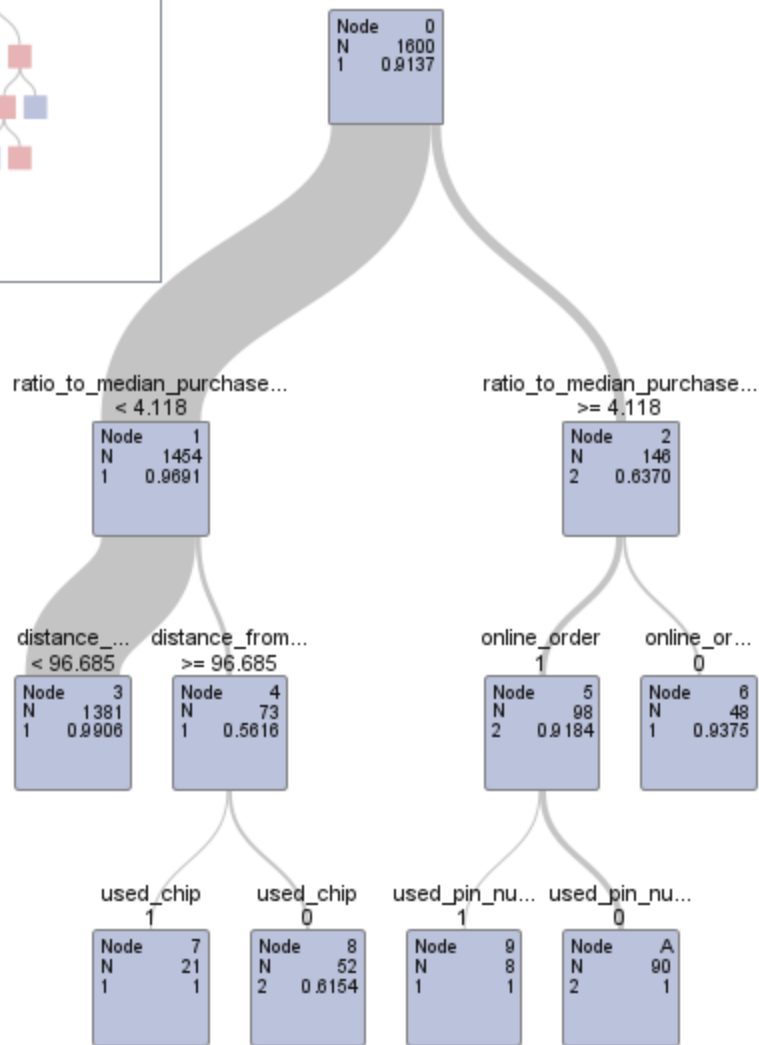 Node 0
N 1600
1 0.9137
ratio_to_median_purchase...
< 4.118
Node 1
N 1454
1 0.9691
ratio_to_median_purchase...
>= 4.118
Node 2
N 146
2 0.6370
distance_...
< 96.685
Node 3
N 1381
1 0.9906
distance_from...
>= 96.685
Node 4
N 73
1 0.5616
online_order
1
Node 5
N 98
2 0.9184
online_or...
0
Node 6
N 48
1 0.9375
used_chip
1
Node 7
N 21
1 1
used_chip
0
Node 8
N 52
2 0.6154
used_pin_nu...
1
Node 9
N 8
1 1
used_pin_nu...
0
Node A
N 90
2 1